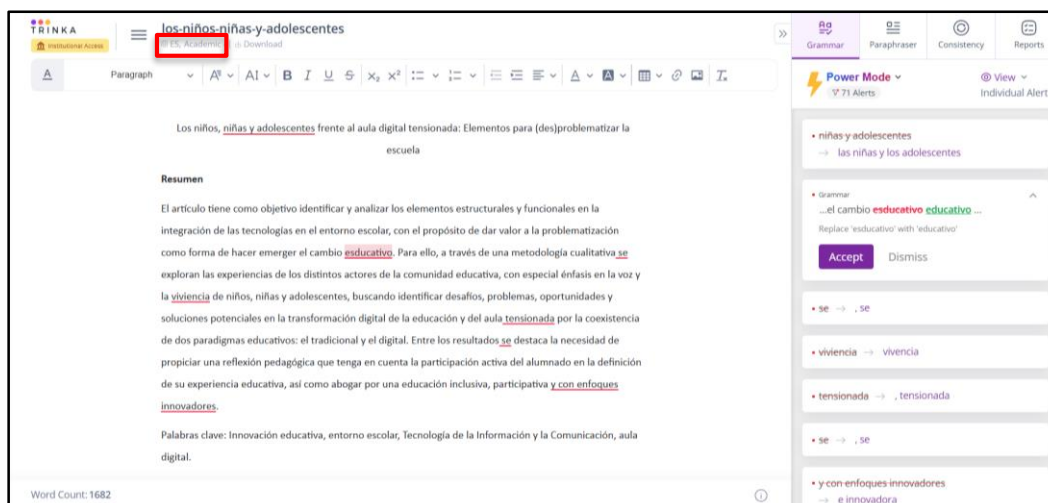 TRINKA
Institutional Access
los-niños-niñas-y-adolescentes
ES, Academic
Download
Grammar
Paraphraser
Consistency
Reports
A
Paragraph
AI
B I U S X₂ X²
Power Mode
71 Alerts
View
Individual Alert
Los niños, niñas y adolescentes frente al aula digital tensionada: Elementos para (des)problematizar la
escuela
Resumen
El artículo tiene como objetivo identificar y analizar los elementos estructurales y funcionales en la
integración de las tecnologías en el entorno escolar, con el propósito de dar valor a la problematización
como forma de hacer emerger el cambio esducativo. Para ello, a través de una metodología cualitativa se
exploran las experiencias de los distintos actores de la comunidad educativa, con especial énfasis en la voz y
la viviencia de niños, niñas y adolescentes, buscando identificar desafíos, problemas, oportunidades y
soluciones potenciales en la transformación digital de la educación y del aula tensionada por la coexistencia
de dos paradigmas educativos: el tradicional y el digital. Entre los resultados se destaca la necesidad de
propiciar una reflexión pedagógica que tenga en cuenta la participación activa del alumnado en la definición
de su experiencia educativa, así como abogar por una educación inclusiva, participativa y con enfoques
innovadores.
Palabras clave: Innovación educativa, entorno escolar, Tecnología de la Información y la Comunicación, aula
digital.
Word Count: 1682
niñas y adolescentes
→ las niñas y los adolescentes
Grammar
...el cambio esducativo educativo ...
Replace 'esducativo' with 'educativo'
Accept Dismiss
se → , se
viviencia → vivencia
tensionada → , tensionada
se → , se
y con enfoques innovadores
→ e innovadora